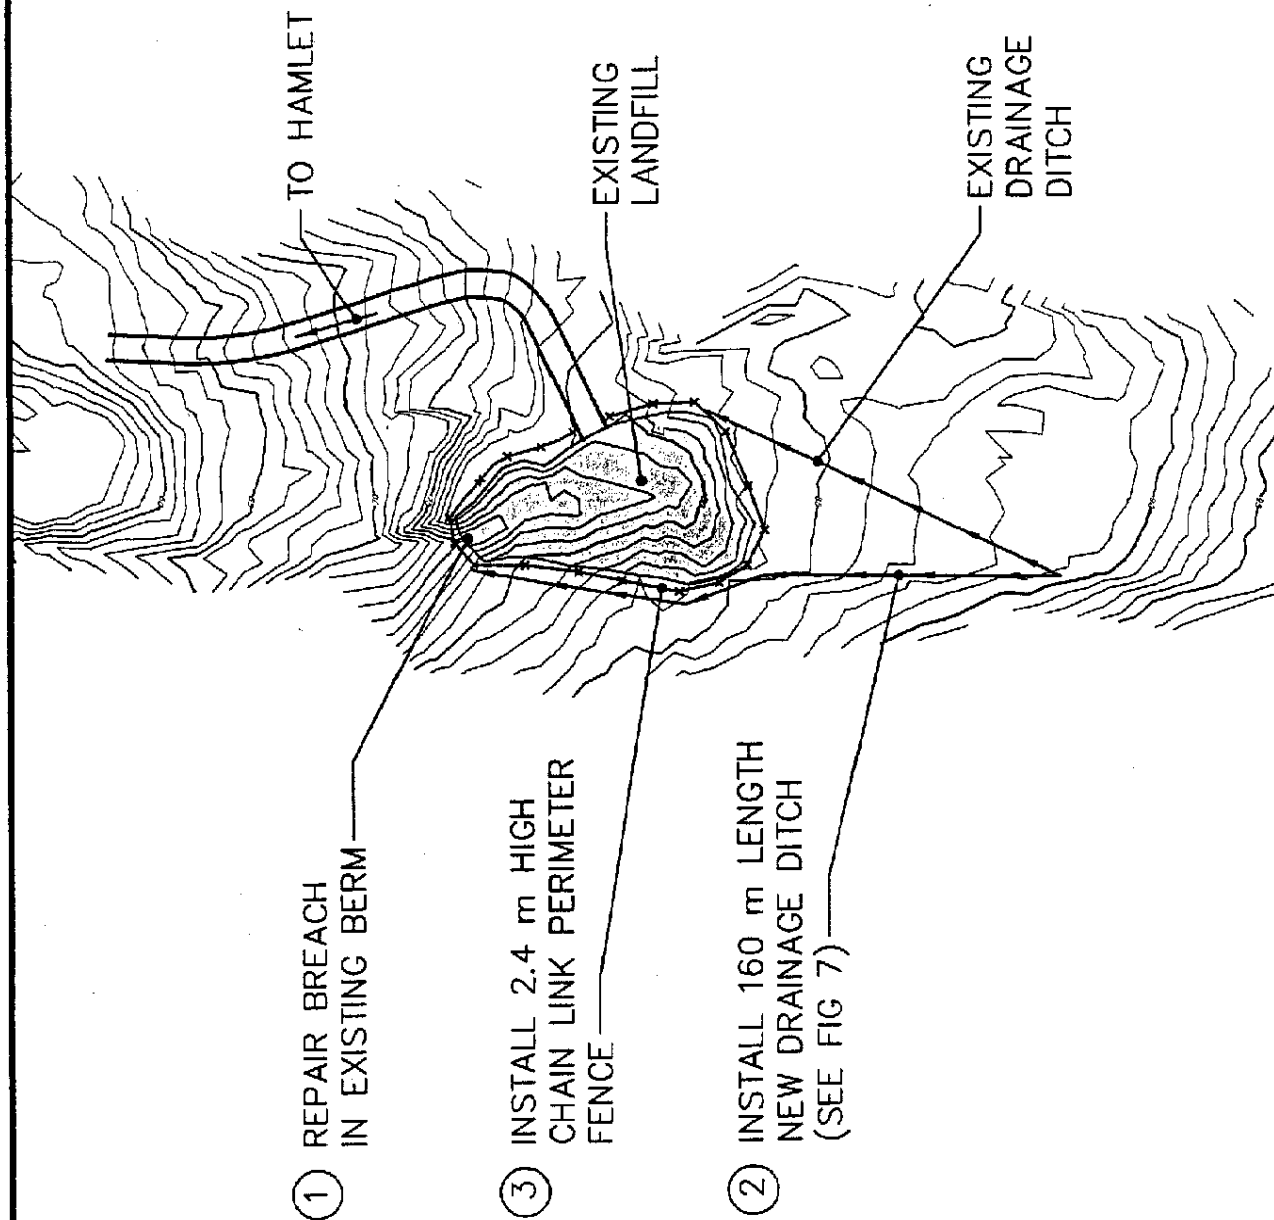 TO HAMLET
EXISTING
LANDFILL
EXISTING
DRAINAGE
DITCH
1 REPAIR BREACH
IN EXISTING BERM
3 INSTALL 2.4 m HIGH
CHAIN LINK PERIMETER
FENCE
2 INSTALL 160 m LENGTH
NEW DRAINAGE DITCH
(SEE FIG 7)